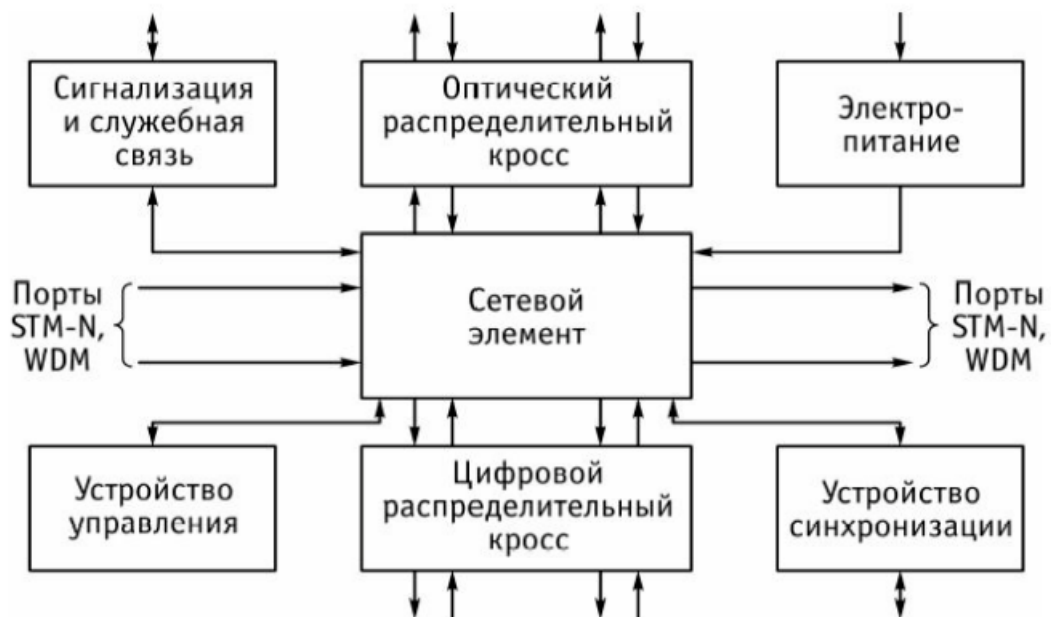 Сигнализация
и служебная
связь
Оптический
распределительный
кросс
Электро-
питание
Порты
STM-N,
WDM
Сетевой
элемент
Порты
STM-N,
WDM
Устройство
управления
Цифровой
распределительный
кросс
Устройство
синхронизации